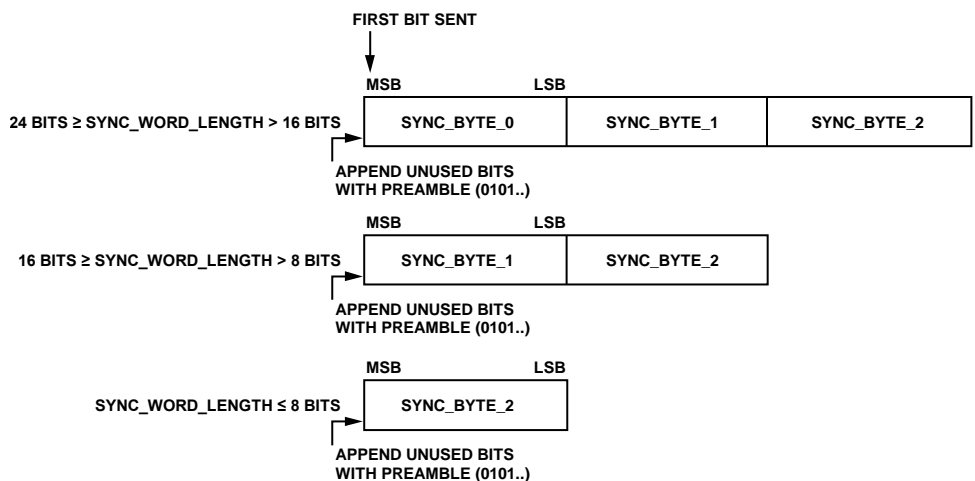 FIRST BIT SENT
MSB LSB
24 BITS ≥ SYNC_WORD_LENGTH > 16 BITS SYNC_BYTE_0 SYNC_BYTE_1 SYNC_BYTE_2
APPEND UNUSED BITS
WITH PREAMBLE (0101..)
MSB LSB
16 BITS ≥ SYNC_WORD_LENGTH > 8 BITS SYNC_BYTE_1 SYNC_BYTE_2
APPEND UNUSED BITS
WITH PREAMBLE (0101..)
MSB LSB
SYNC_WORD_LENGTH ≤ 8 BITS SYNC_BYTE_2
APPEND UNUSED BITS
WITH PREAMBLE (0101..)